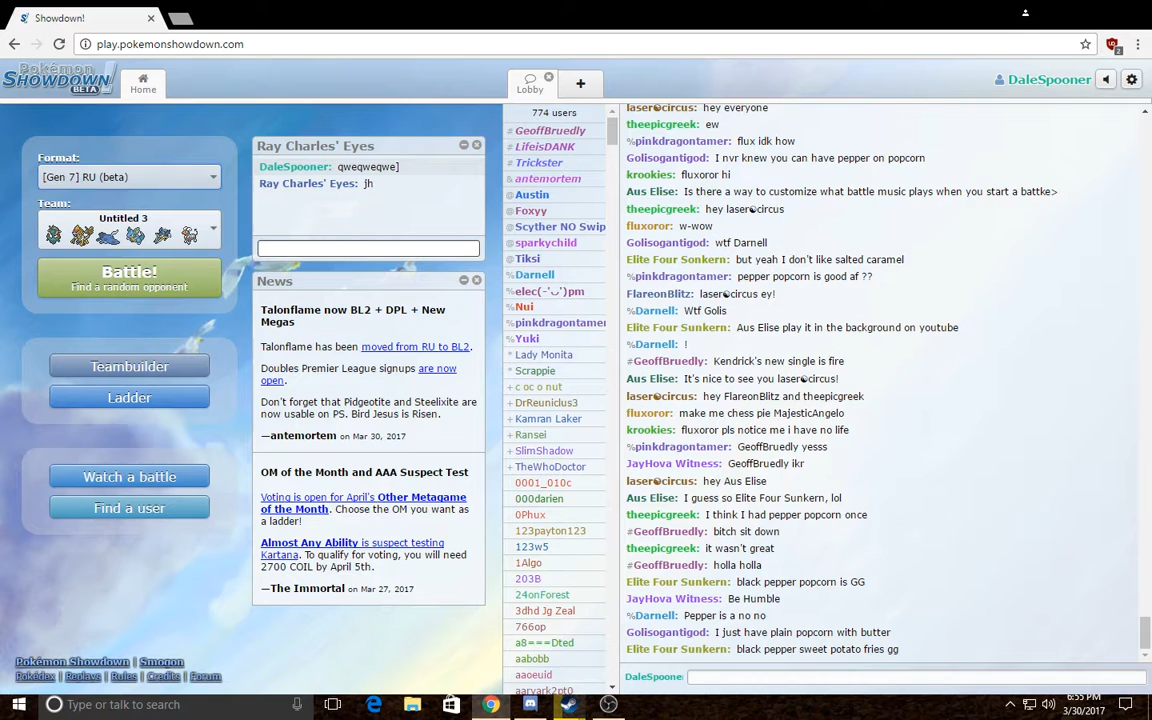 Showdown!
play.pokemonshowdown.com
2
Pokémon
SHOWDOWN!
BETA
Home
Lobby
DaleSpooner
Format:
[Gen 7] RU (beta)
Team:
Untitled 3
Battle!
Find a random opponent
Teambuilder
Ladder
Watch a battle
Find a user
Pokémon Showdown | Smogon
Pokédex | Replays | Rules | Credits | Forum
Ray Charles' Eyes
DaleSpooner: qweqweqwe]
Ray Charles' Eyes: jh
News
Talonflame now BL2 + DPL + New
Megas
Talonflame has been moved from RU to BL2.
Doubles Premier League signups are now
open.
Don't forget that Pidgeotite and Steelixite are
now usable on PS. Bird Jesus is Risen.
—antemortem on Mar 30, 2017
OM of the Month and AAA Suspect Test
Voting is open for April's Other Metagame
of the Month. Choose the OM you want as
a ladder!
Almost Any Ability is suspect testing
Kartana. To qualify for voting, you will need
2700 COIL by April 5th.
—The Immortal on Mar 27, 2017
774 users
# GeoffBruedly
# LifeisDANK
# Trickster
& antemortem
@ Austin
@ Foxyy
@ Scyther NO Swip
@ sparkychild
@ Tiksi
% Darnell
% elec(-'◡'-)pm
% Nui
% pinkdragontamer
% Yuki
* Lady Monita
* Scrappie
+ c oc o nut
+ DrReuniclus3
+ Kamran Laker
+ Ransei
+ SlimShadow
+ TheWhoDoctor
0001_010c
000darien
0Phux
123payton123
123w5
1Algo
203B
24onForest
3dhd Jg Zeal
766op
a8===Dted
aabobb
aaoeuid
aarvark2pt0
laser☯circus: hey everyone
theepicgreek: ew
%pinkdragontamer: flux idk how
Golisogantigod: I nvr knew you can have pepper on popcorn
krookies: fluxoror hi
Aus Elise: Is there a way to customize what battle music plays when you start a battke>
theepicgreek: hey laser☯circus
fluxoror: w-wow
Golisogantigod: wtf Darnell
Elite Four Sunkern: but yeah I don't like salted caramel
%pinkdragontamer: pepper popcorn is good af ??
FlareonBlitz: laser☯circus ey!
%Darnell: Wtf Golis
Elite Four Sunkern: Aus Elise play it in the background on youtube
%Darnell: !
#GeoffBruedly: Kendrick's new single is fire
Aus Elise: It's nice to see you laser☯circus!
laser☯circus: hey FlareonBlitz and theepicgreek
fluxoror: make me chess pie MajesticAngelo
krookies: fluxoror pls notice me i have no life
%pinkdragontamer: GeoffBruedly yesss
JayHova Witness: GeoffBruedly ikr
laser☯circus: hey Aus Elise
Aus Elise: I guess so Elite Four Sunkern, lol
theepicgreek: I think I had pepper popcorn once
#GeoffBruedly: bitch sit down
theepicgreek: it wasn't great
#GeoffBruedly: holla holla
Elite Four Sunkern: black pepper popcorn is GG
JayHova Witness: Be Humble
%Darnell: Pepper is a no no
Golisogantigod: I just have plain popcorn with butter
Elite Four Sunkern: black pepper sweet potato fries gg
DaleSpooner:
Type or talk to search
6:55 PM
3/30/2017